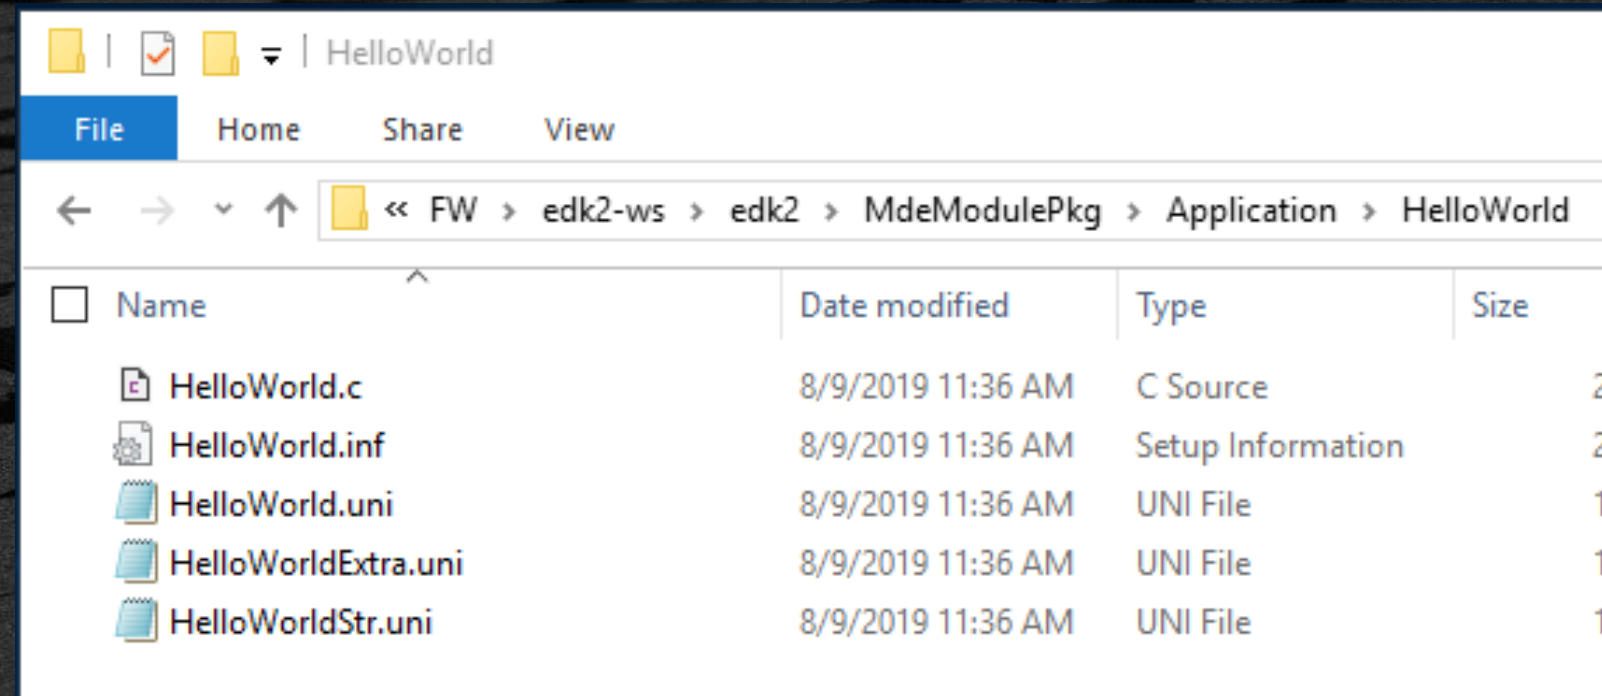 HelloWorld
File Home Share View
« FW > edk2-ws > edk2 > MdeModulePkg > Application > HelloWorld
Name Date modified Type Size
HelloWorld.c 8/9/2019 11:36 AM C Source
HelloWorld.inf 8/9/2019 11:36 AM Setup Information
HelloWorld.uni 8/9/2019 11:36 AM UNI File
HelloWorldExtra.uni 8/9/2019 11:36 AM UNI File
HelloWorldStr.uni 8/9/2019 11:36 AM UNI File